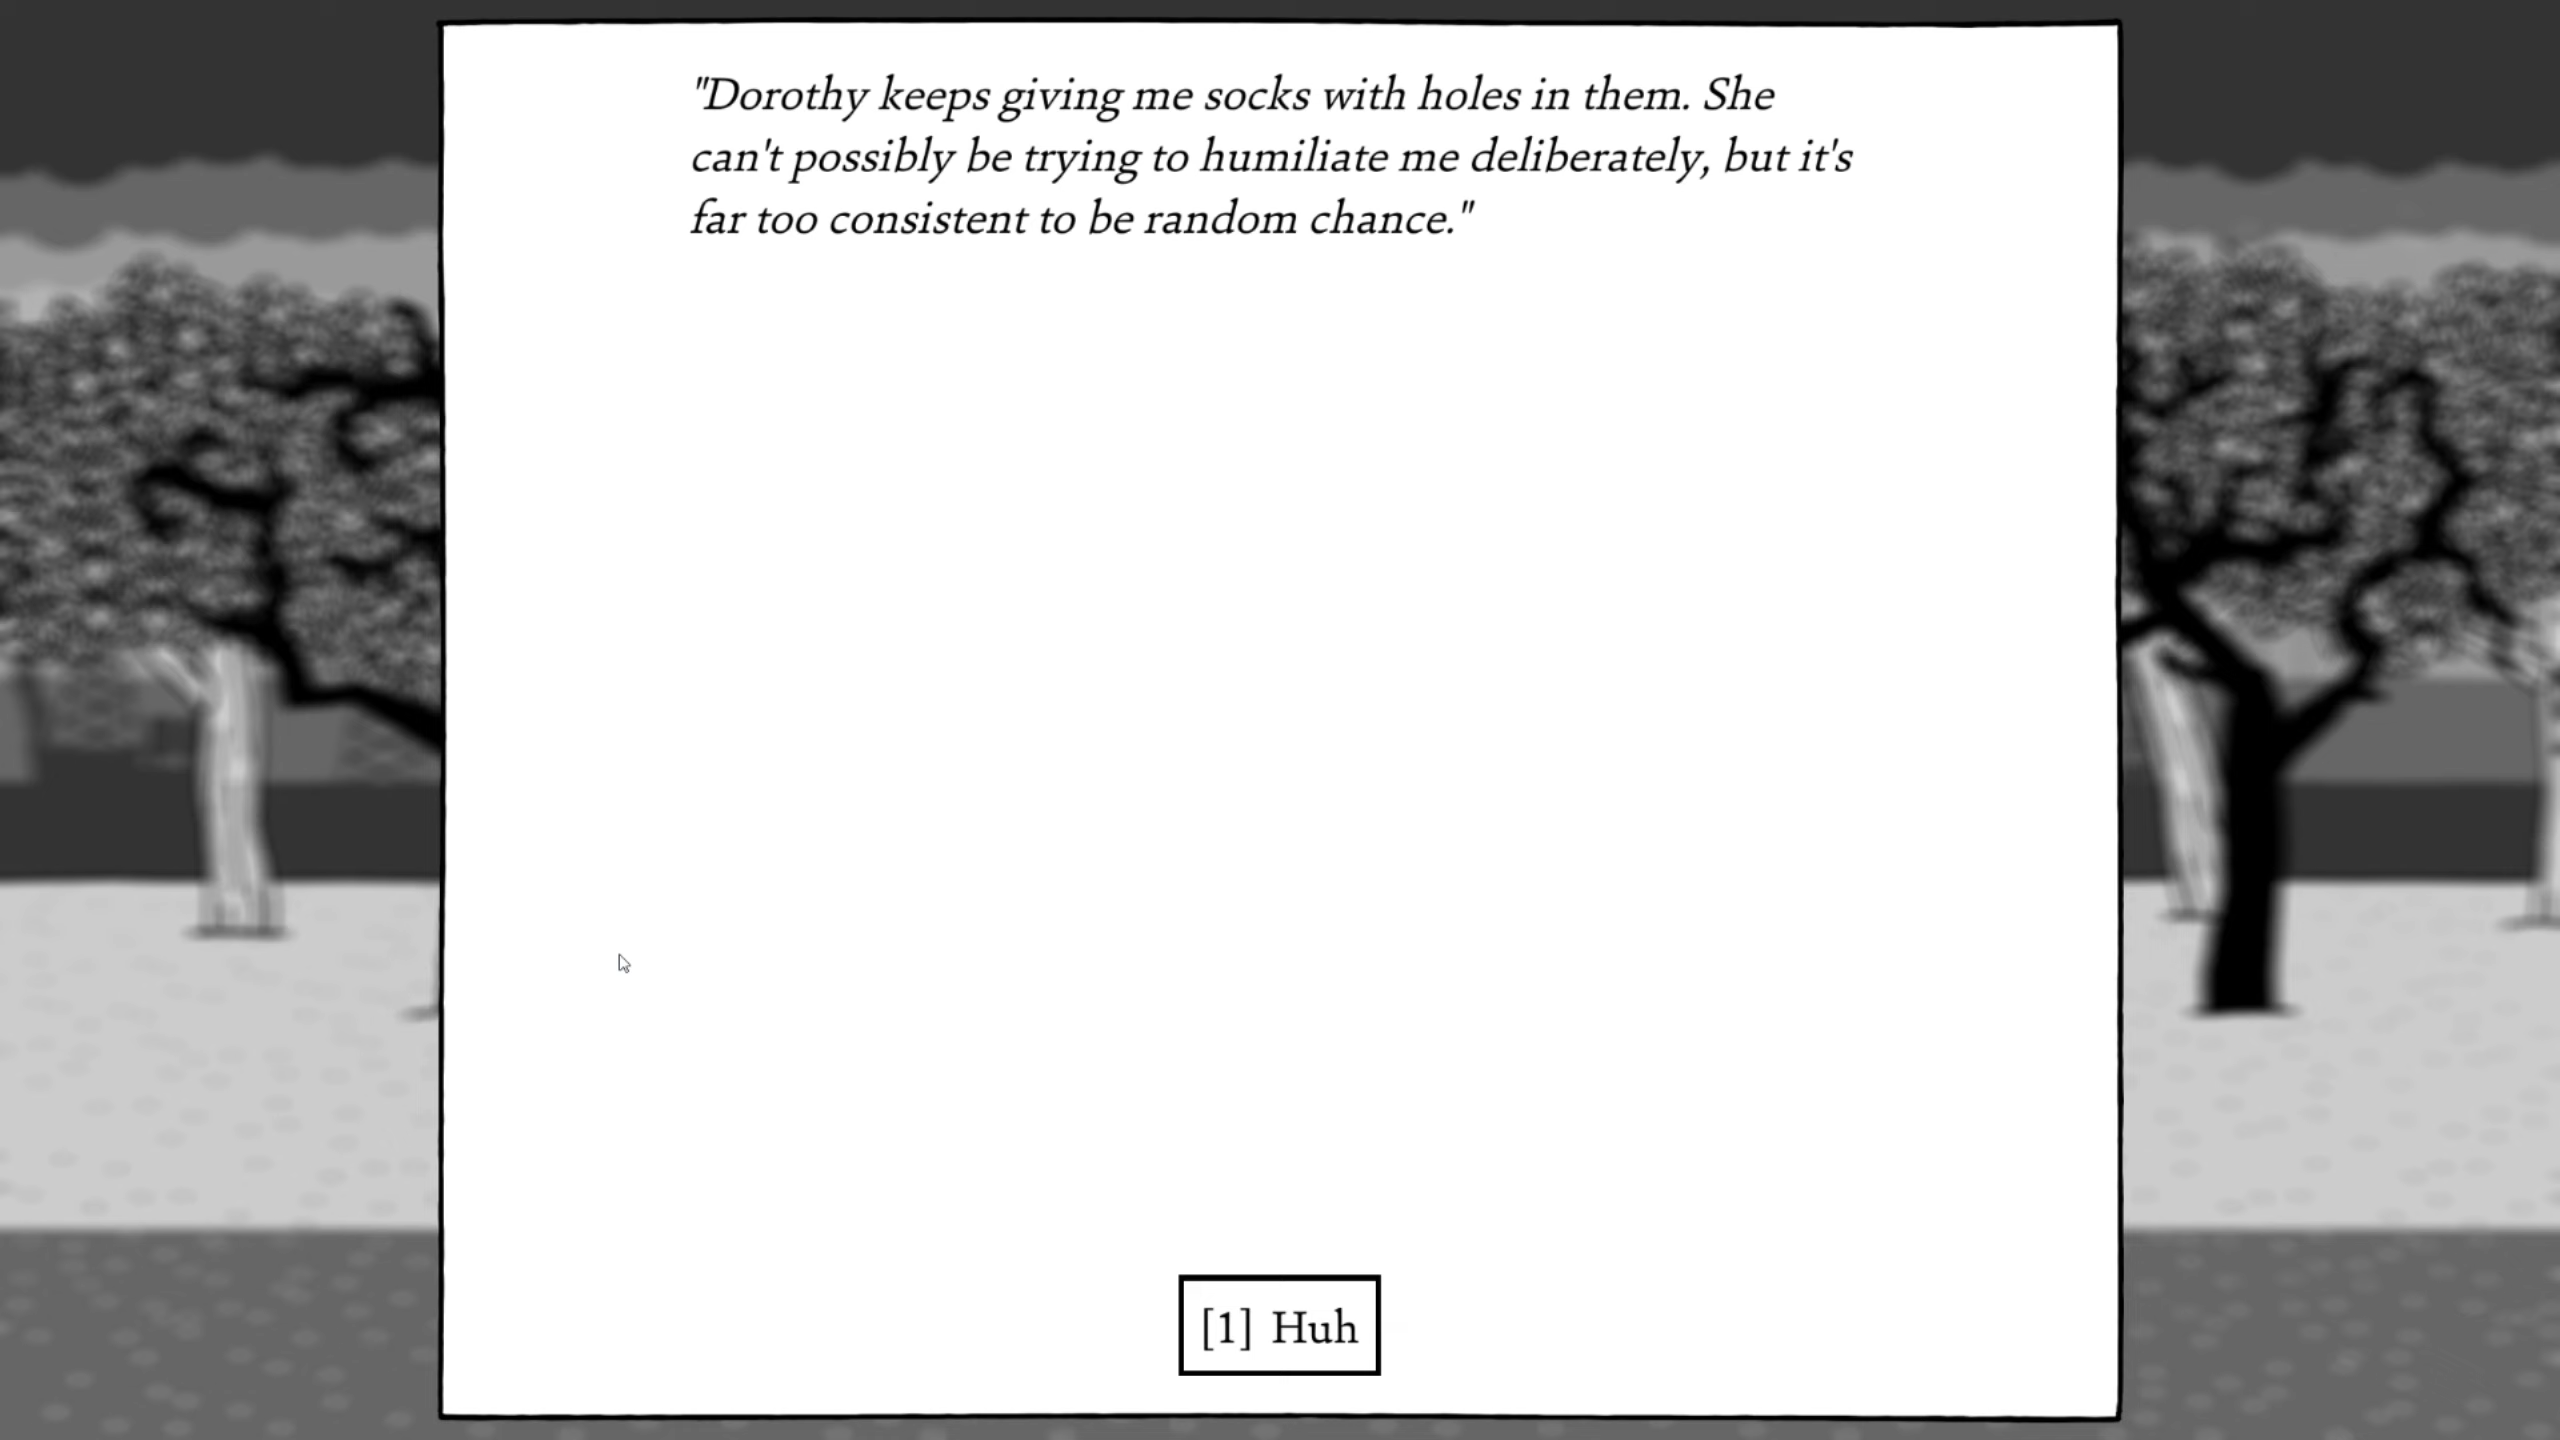 "Dorothy keeps giving me socks with holes in them. She
can't possibly be trying to humiliate me deliberately, but it's
far too consistent to be random chance."
[1] Huh